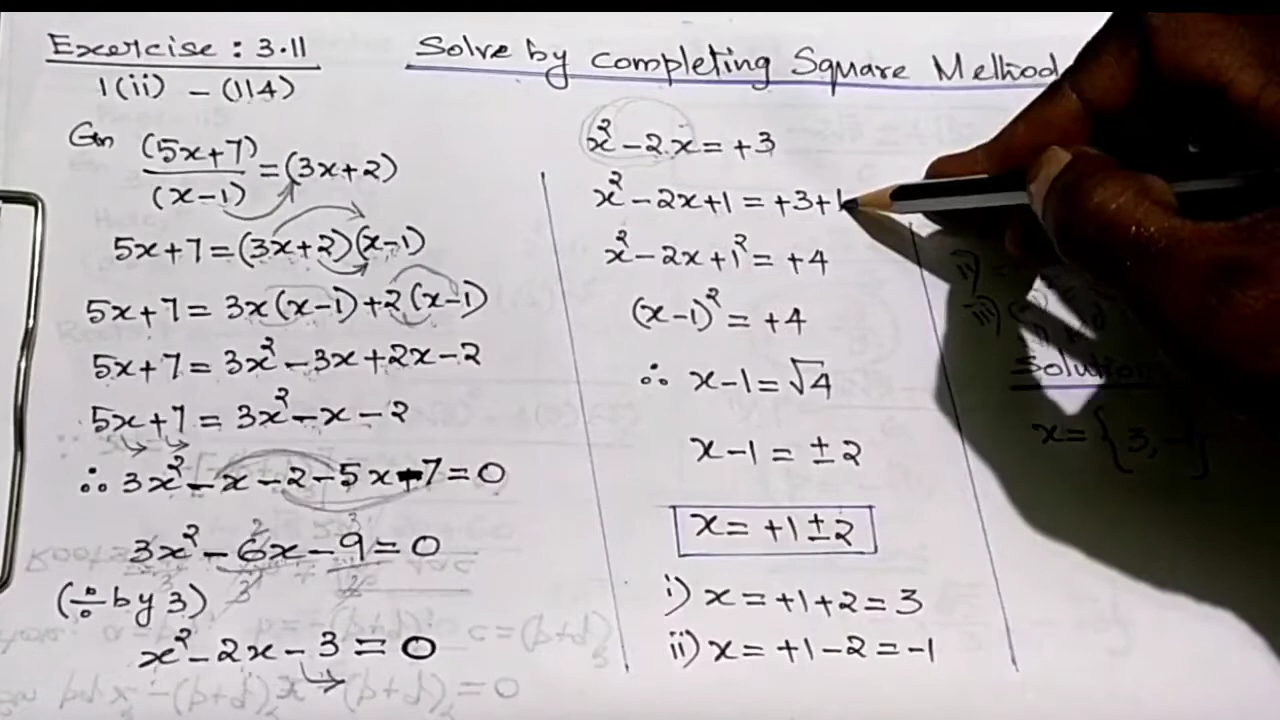 Exercise : 3.11
1(ii) - (114)
Solve by completing Square Method
Gn (5x+7)/(x-1) = (3x+2)
5x+7 = (3x+2)(x-1)
5x+7 = 3x(x-1)+2(x-1)
5x+7 = 3x²-3x+2x-2
5x+7 = 3x²-x-2
∴ 3x²-x-2-5x-7=0
3x²-6x-9=0
(÷ by 3)
x²-2x-3=0
x²-2x=+3
x²-2x+1=+3+1
x²-2x+1²=+4
(x-1)²=+4
∴ x-1=√4
x-1=±2
x=+1±2
i) x=+1+2=3
ii) x=+1-2=-1
ii)
iii)
Solution
x={3,-1}